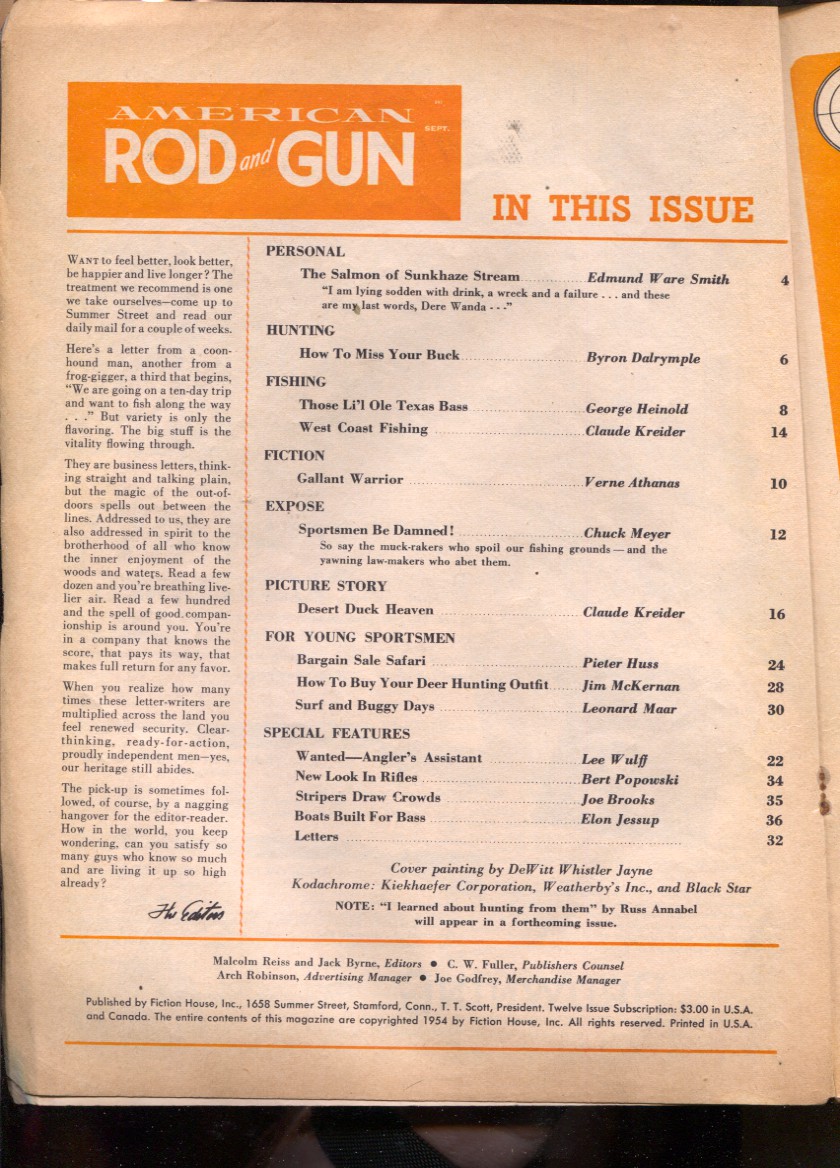 AMERICAN
SEPT.
ROD and GUN
IN THIS ISSUE
WANT to feel better, look better,
be happier and live longer? The
treatment we recommend is one
we take ourselves—come up to
Summer Street and read our
daily mail for a couple of weeks.
Here's a letter from a coon-
hound man, another from a
frog-gigger, a third that begins,
"We are going on a ten-day trip
and want to fish along the way
. . ." But variety is only the
flavoring. The big stuff is the
vitality flowing through.
They are business letters, think-
ing straight and talking plain,
but the magic of the out-of-
doors spells out between the
lines. Addressed to us, they are
also addressed in spirit to the
brotherhood of all who know
the inner enjoyment of the
woods and waters. Read a few
dozen and you're breathing live-
lier air. Read a few hundred
and the spell of good compan-
ionship is around you. You're
in a company that knows the
score, that pays its way, that
makes full return for any favor.
When you realize how many
times these letter-writers are
multiplied across the land you
feel renewed security. Clear-
thinking, ready-for-action,
proudly independent men—yes,
our heritage still abides.
The pick-up is sometimes fol-
lowed, of course, by a nagging
hangover for the editor-reader.
How in the world, you keep
wondering, can you satisfy so
many guys who know so much
and are living it up so high
already?
The Editors
PERSONAL
The Salmon of Sunkhaze Stream Edmund Ware Smith 4
"I am lying sodden with drink, a wreck and a failure . . . and these
are my last words, Dere Wanda . . ."
HUNTING
How To Miss Your Buck Byron Dalrymple 6
FISHING
Those Li'l Ole Texas Bass George Heinold 8
West Coast Fishing Claude Kreider 14
FICTION
Gallant Warrior Verne Athanas 10
EXPOSE
Sportsmen Be Damned! Chuck Meyer 12
So say the muck-rakers who spoil our fishing grounds — and the
yawning law-makers who abet them.
PICTURE STORY
Desert Duck Heaven Claude Kreider 16
FOR YOUNG SPORTSMEN
Bargain Sale Safari Pieter Huss 24
How To Buy Your Deer Hunting Outfit Jim McKernan 28
Surf and Buggy Days Leonard Maar 30
SPECIAL FEATURES
Wanted—Angler's Assistant Lee Wulff 22
New Look In Rifles Bert Popowski 34
Stripers Draw Crowds Joe Brooks 35
Boats Built For Bass Elon Jessup 36
Letters 32
Cover painting by DeWitt Whistler Jayne
Kodachrome: Kiekhaefer Corporation, Weatherby's Inc., and Black Star
NOTE: "I learned about hunting from them" by Russ Annabel
will appear in a forthcoming issue.
Malcolm Reiss and Jack Byrne, Editors ● C. W. Fuller, Publishers Counsel
Arch Robinson, Advertising Manager ● Joe Godfrey, Merchandise Manager
Published by Fiction House, Inc., 1658 Summer Street, Stamford, Conn., T. T. Scott, President. Twelve Issue Subscription: $3.00 in U.S.A.
and Canada. The entire contents of this magazine are copyrighted 1954 by Fiction House, Inc. All rights reserved. Printed in U.S.A.